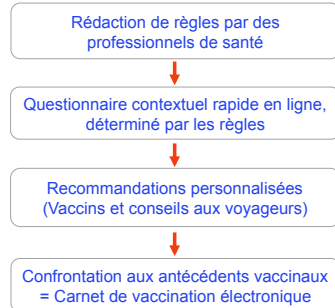 Rédaction de règles par des
professionnels de santé
Questionnaire contextuel rapide en ligne,
déterminé par les règles
Recommandations personnalisées
(Vaccins et conseils aux voyageurs)
Confrontation aux antécédents vaccinaux
= Carnet de vaccination électronique